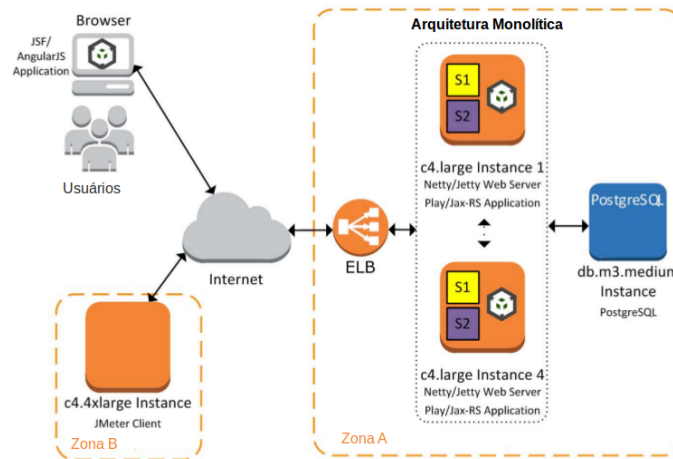 Browser
JSF/
AngularJS
Application
Usuários
Internet
c4.4xlarge Instance
JMeter Client
Zona B
Arquitetura Monolítica
ELB
S1
S2
c4.large Instance 1
Netty/Jetty Web Server
Play/Jax-RS Application
S1
S2
c4.large Instance 4
Netty/Jetty Web Server
Play/Jax-RS Application
PostgreSQL
db.m3.medium
Instance
PostgreSQL
Zona A